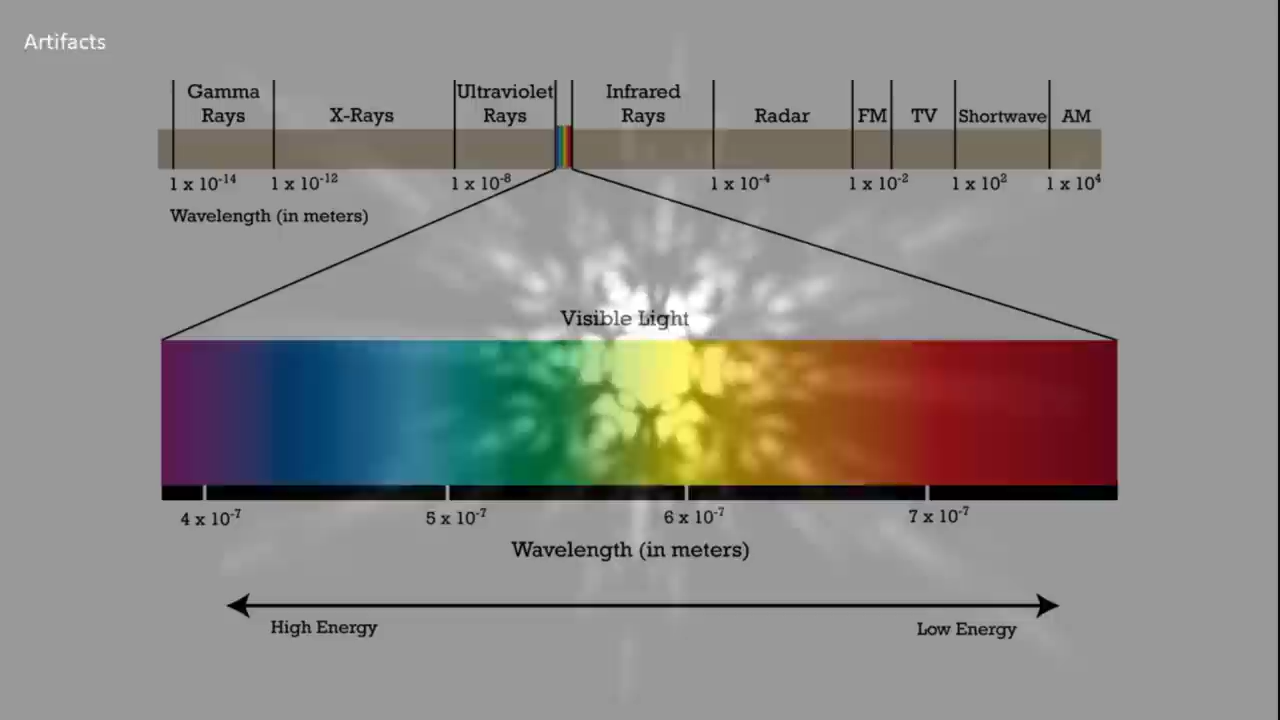 Artifacts
Gamma Rays
X-Rays
Ultraviolet Rays
Infrared Rays
Radar
FM
TV
Shortwave
AM
1 x 10⁻¹⁴
1 x 10⁻¹²
1 x 10⁻⁸
1 x 10⁻⁴
1 x 10⁻²
1 x 10²
1 x 10⁴
Wavelength (in meters)
Visible Light
4 x 10⁻⁷
5 x 10⁻⁷
6 x 10⁻⁷
7 x 10⁻⁷
Wavelength (in meters)
High Energy
Low Energy